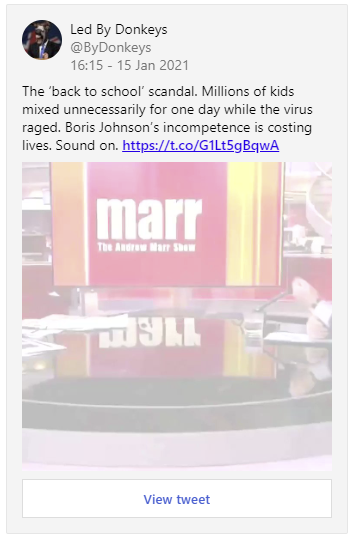 Led By Donkeys
@ByDonkeys
16:15 - 15 Jan 2021
The ‘back to school’ scandal. Millions of kids
mixed unnecessarily for one day while the virus
raged. Boris Johnson’s incompetence is costing
lives. Sound on. https://t.co/G1Lt5gBqwA
marr
The Andrew Marr Show
View tweet